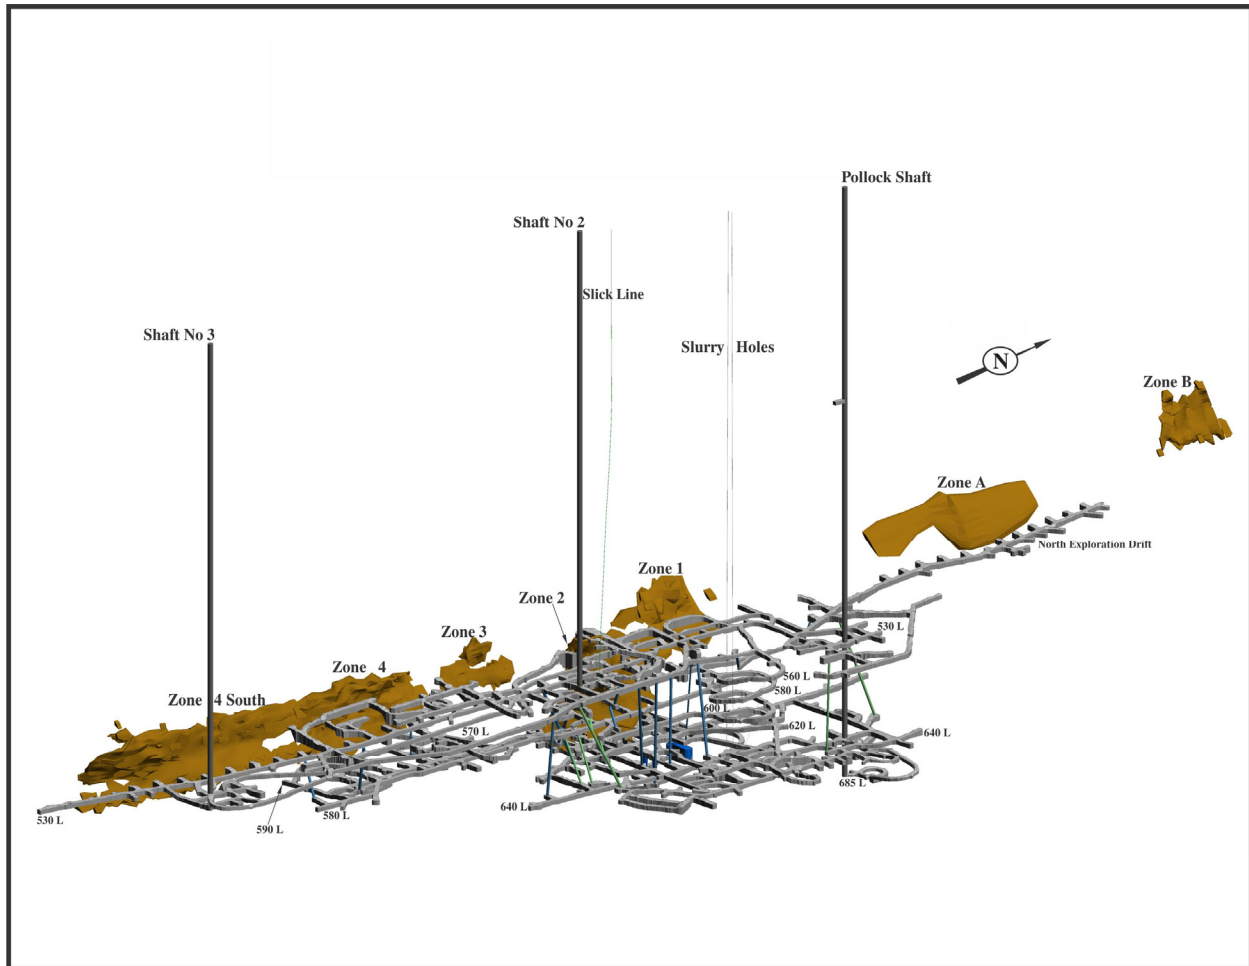 Pollock Shaft
Shaft No 2
Slick Line
Shaft No 3
Slurry Holes
N
Zone B
Zone A
North Exploration Drift
Zone 1
Zone 2
530 L
Zone 3
Zone 4
560 L
580 L
Zone 4 South
600 L
620 L
570 L
640 L
685 L
590 L
580 L
640 L
530 L